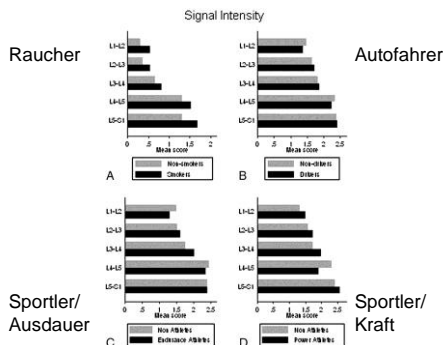 Signal Intensity
Raucher
Autofahrer
L1-L2
L2-L3
L3-L4
L4-L5
L5-S1
0 .5 1 1.5 2
Mean score
A
Non-smokers
Smokers
L1-L2
L2-L3
L3-L4
L4-L5
L5-S1
0 .5 1 1.5 2 2.5
Mean score
B
Non-drivers
Drivers
Sportler/
Ausdauer
Sportler/
Kraft
L1-L2
L2-L3
L3-L4
L4-L5
L5-S1
0 .5 1 1.5 2 2.5
Mean score
C
Non Athletes
Endurance Athletes
L1-L2
L2-L3
L3-L4
L4-L5
L5-S1
0 .5 1 1.5 2 2.5
Mean score
D
Non Athletes
Power Athletes